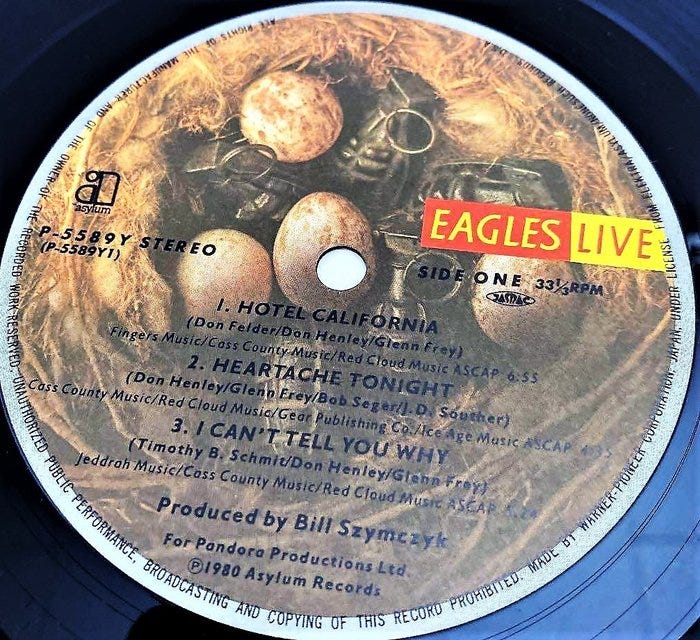 asylum
P-5589Y STEREO
(P-5589Y1)
EAGLES LIVE
SIDE ONE 33⅓RPM
JASRAC
1. HOTEL CALIFORNIA
(Don Felder/Don Henley/Glenn Frey)
Fingers Music/Cass County Music/Red Cloud Music ASCAP 6:55
2. HEARTACHE TONIGHT
(Don Henley/Glenn Frey/Bob Seger/J.D. Souther)
Cass County Music/Red Cloud Music/Gear Publishing Co./Ice Age Music ASCAP 4:35
3. I CAN'T TELL YOU WHY
(Timothy B. Schmit/Don Henley/Glenn Frey)
Jeddrah Music/Cass County Music/Red Cloud Music ASCAP 5:24
Produced by Bill Szymczyk
For Pandora Productions Ltd.
Ⓟ1980 Asylum Records
ALL RIGHTS OF THE MANUFACTURER AND OF THE OWNER OF THE RECORDED WORK RESERVED. UNAUTHORIZED PUBLIC PERFORMANCE, BROADCASTING AND COPYING OF THIS RECORD PROHIBITED. MADE BY WARNER-PIONEER CORPORATION, JAPAN, UNDER LICENSE FROM